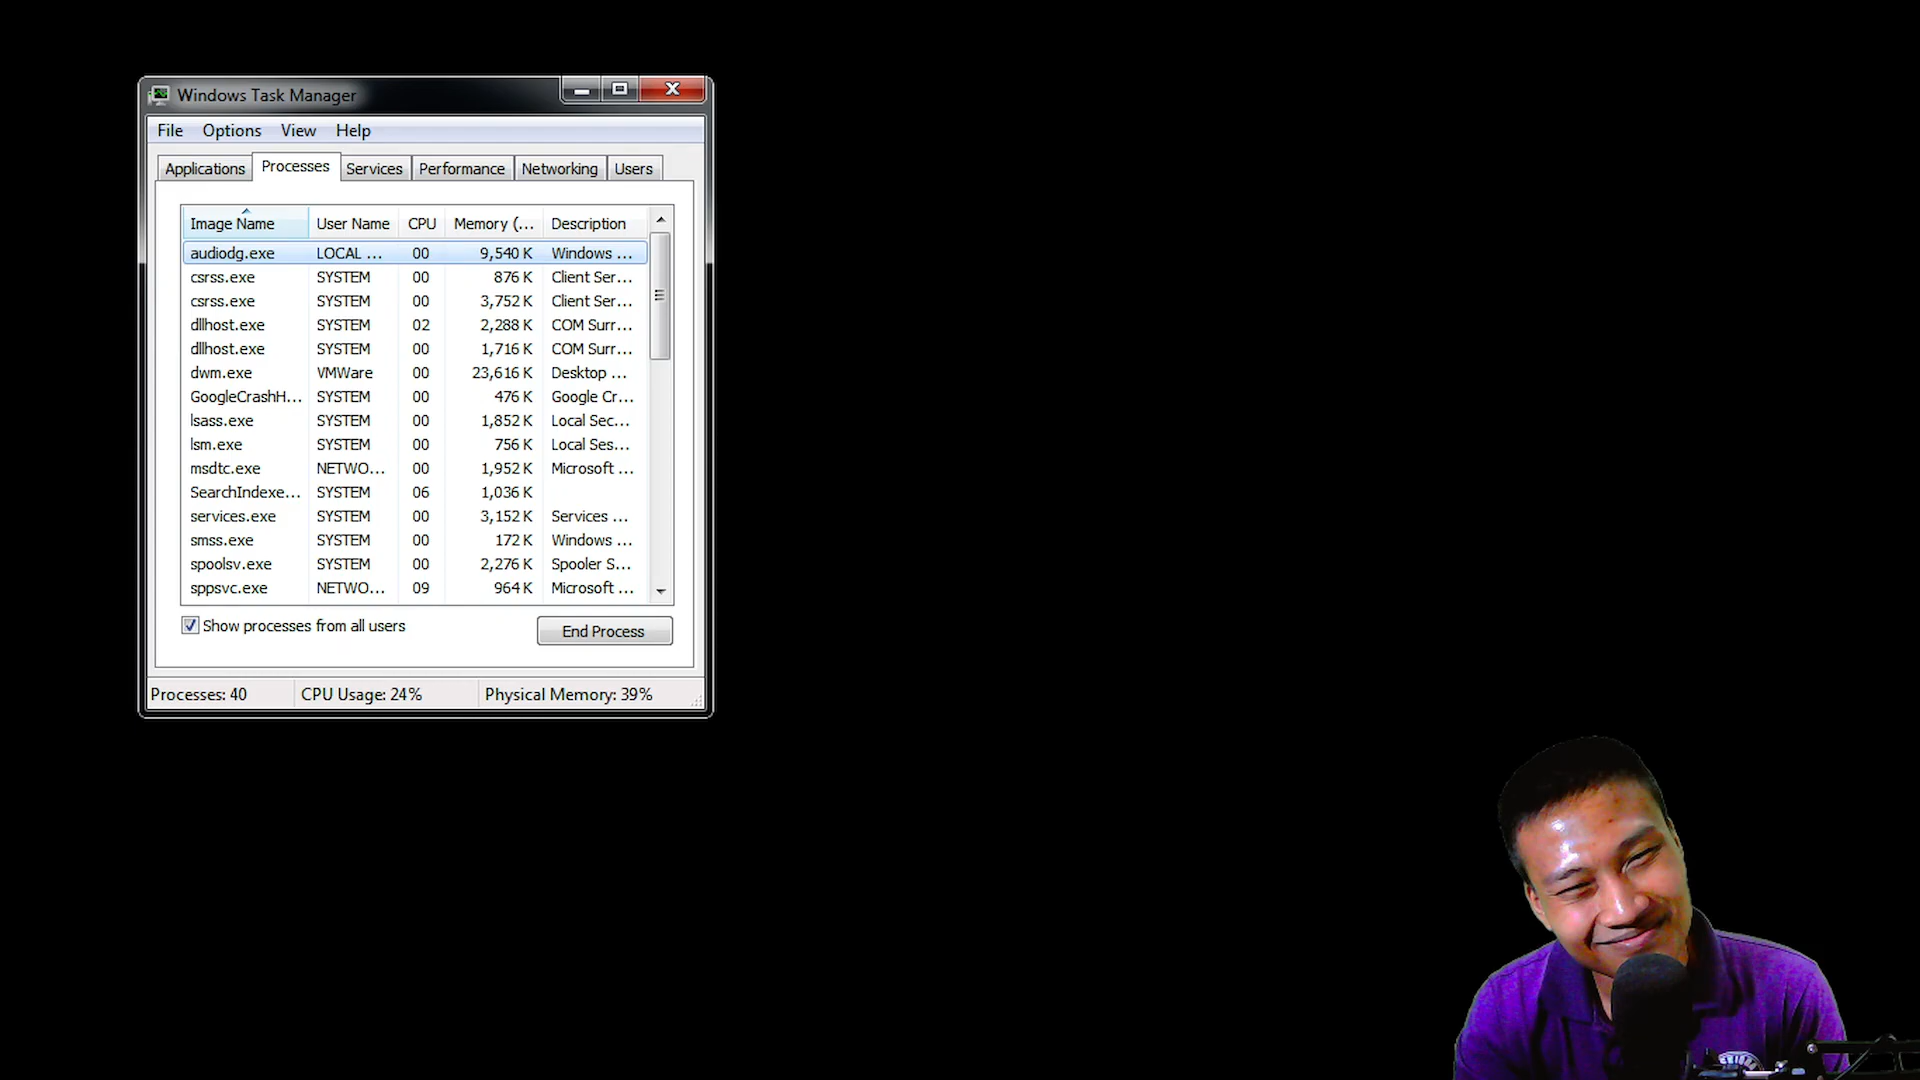 Windows Task Manager
File Options View Help
Applications Processes Services Performance Networking Users
Image Name User Name CPU Memory (... Description
audiodg.exe LOCAL ... 00 9,540 K Windows ...
csrss.exe SYSTEM 00 876 K Client Ser...
csrss.exe SYSTEM 00 3,752 K Client Ser...
dllhost.exe SYSTEM 02 2,288 K COM Surr...
dllhost.exe SYSTEM 00 1,716 K COM Surr...
dwm.exe VMWare 00 23,616 K Desktop ...
GoogleCrashH... SYSTEM 00 476 K Google Cr...
lsass.exe SYSTEM 00 1,852 K Local Sec...
lsm.exe SYSTEM 00 756 K Local Ses...
msdtc.exe NETWO... 00 1,952 K Microsoft ...
SearchIndexe... SYSTEM 06 1,036 K
services.exe SYSTEM 00 3,152 K Services ...
smss.exe SYSTEM 00 172 K Windows ...
spoolsv.exe SYSTEM 00 2,276 K Spooler S...
sppsvc.exe NETWO... 09 964 K Microsoft ...
Show processes from all users
End Process
Processes: 40 CPU Usage: 24% Physical Memory: 39%